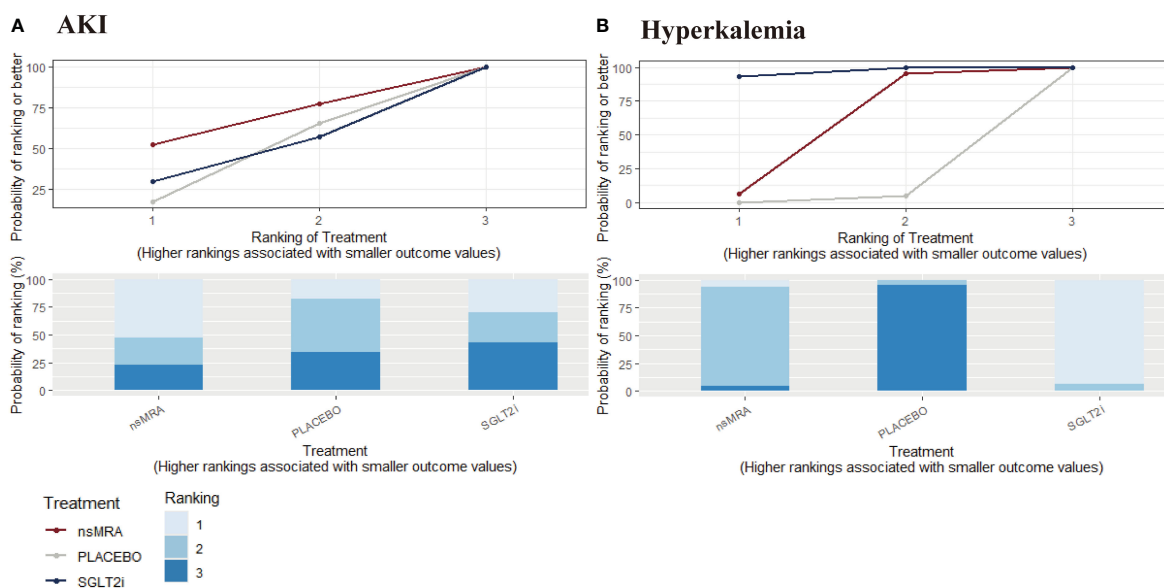 A AKI
Probability of ranking or better
100
75
50
25
1 2 3
Ranking of Treatment
(Higher rankings associated with smaller outcome values)
Probability of ranking (%)
100
75
50
25
0
nsMRA PLACEBO SGLT2i
Treatment
(Higher rankings associated with smaller outcome values)
B Hyperkalemia
Probability of ranking or better
100
75
50
25
0
1 2 3
Ranking of Treatment
(Higher rankings associated with smaller outcome values)
Probability of ranking (%)
100
75
50
25
0
nsMRA PLACEBO SGLT2i
Treatment
(Higher rankings associated with smaller outcome values)
Treatment
nsMRA
PLACEBO
SGLT2i
Ranking
1
2
3